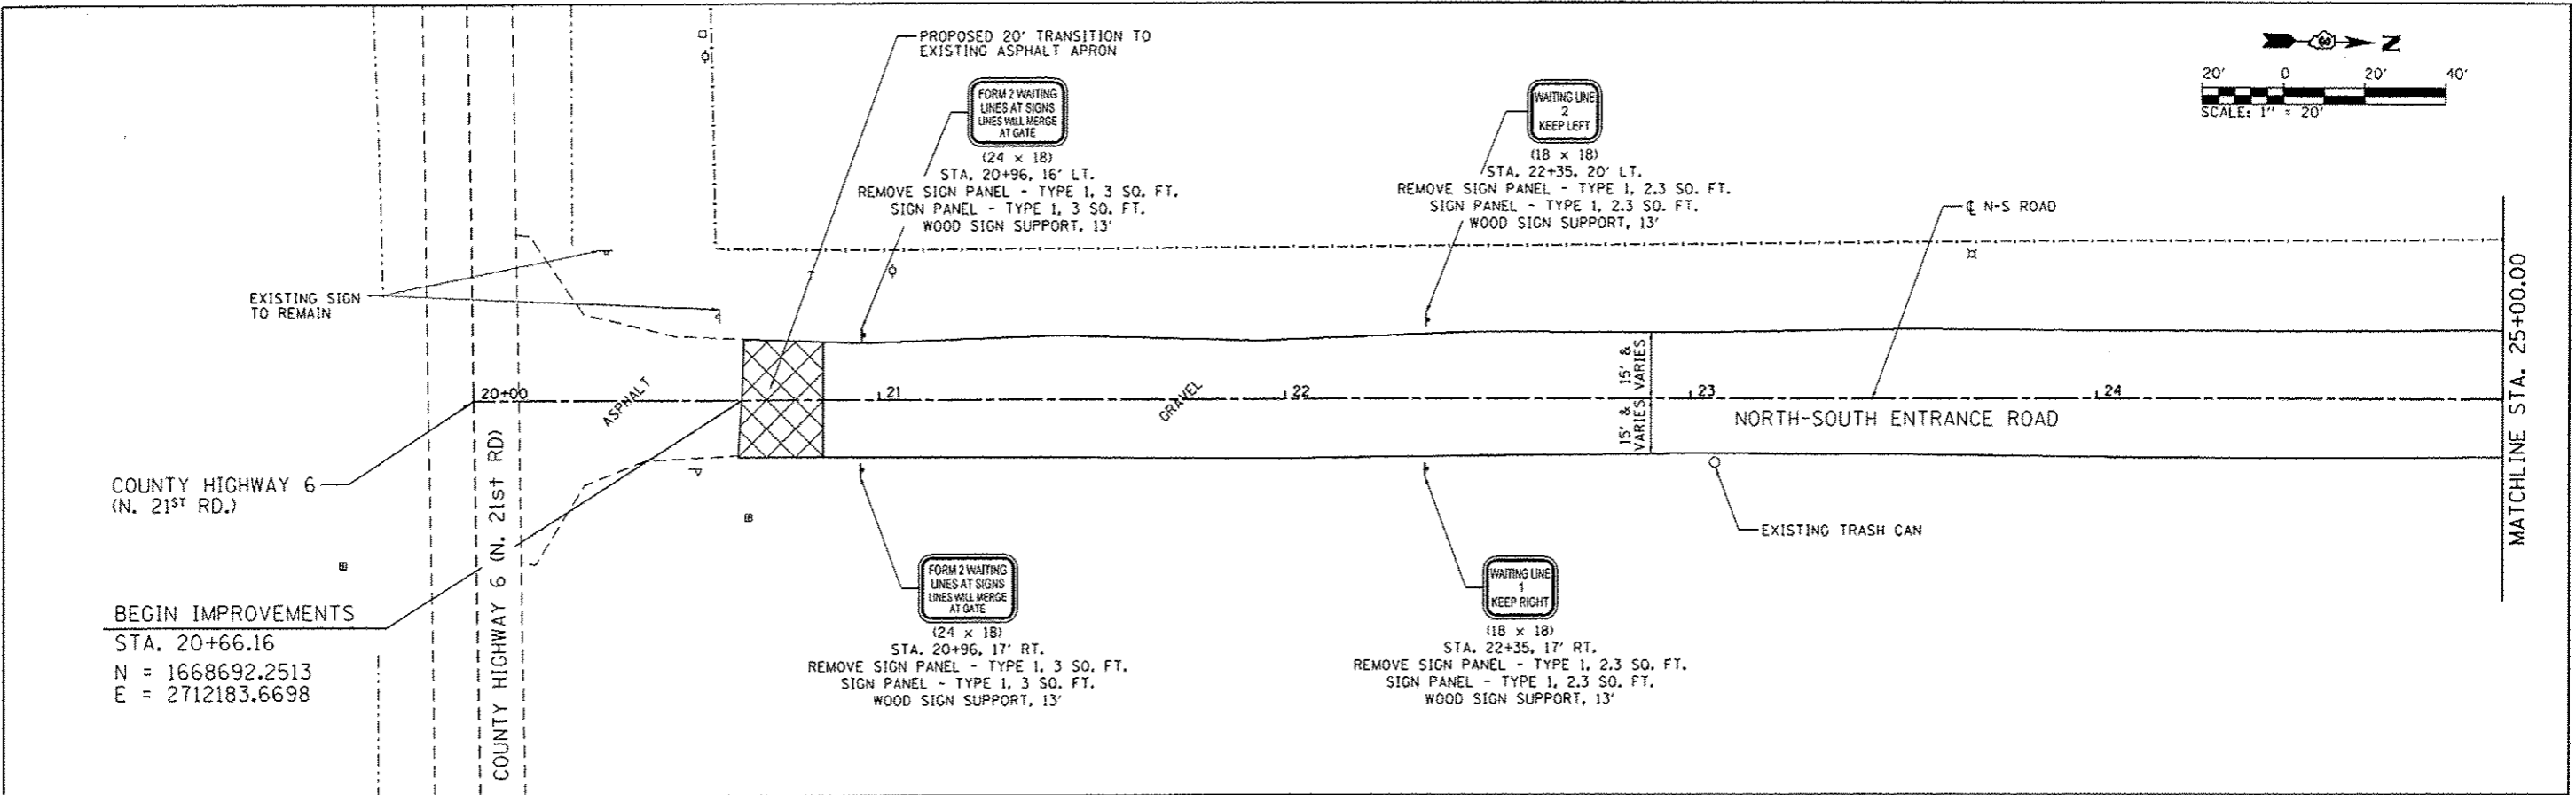 PROPOSED 20' TRANSITION TO
EXISTING ASPHALT APRON
N
20' 0 20' 40'
SCALE: 1" = 20'
FORM 2 WAITING
LINES AT SIGNS
LINES WILL MERGE
AT GATE
(24 x 18)
STA. 20+96, 16' LT.
REMOVE SIGN PANEL - TYPE 1, 3 SQ. FT.
SIGN PANEL - TYPE 1, 3 SQ. FT.
WOOD SIGN SUPPORT, 13'
WAITING LINE
2
KEEP LEFT
(18 x 18)
STA. 22+35, 20' LT.
REMOVE SIGN PANEL - TYPE 1, 2.3 SQ. FT.
SIGN PANEL - TYPE 1, 2.3 SQ. FT.
WOOD SIGN SUPPORT, 13'
℄ N-S ROAD
EXISTING SIGN
TO REMAIN
20+00
ASPHALT
21
GRAVEL
22
15' &
VARIES
15' &
VARIES
23
24
NORTH-SOUTH ENTRANCE ROAD
MATCHLINE STA. 25+00.00
COUNTY HIGHWAY 6
(N. 21ST RD.)
COUNTY HIGHWAY 6 (N. 21st RD)
EXISTING TRASH CAN
BEGIN IMPROVEMENTS
STA. 20+66.16
N = 1668692.2513
E = 2712183.6698
FORM 2 WAITING
LINES AT SIGNS
LINES WILL MERGE
AT GATE
(24 x 18)
STA. 20+96, 17' RT.
REMOVE SIGN PANEL - TYPE 1, 3 SQ. FT.
SIGN PANEL - TYPE 1, 3 SQ. FT.
WOOD SIGN SUPPORT, 13'
WAITING LINE
1
KEEP RIGHT
(18 x 18)
STA. 22+35, 17' RT.
REMOVE SIGN PANEL - TYPE 1, 2.3 SQ. FT.
SIGN PANEL - TYPE 1, 2.3 SQ. FT.
WOOD SIGN SUPPORT, 13'